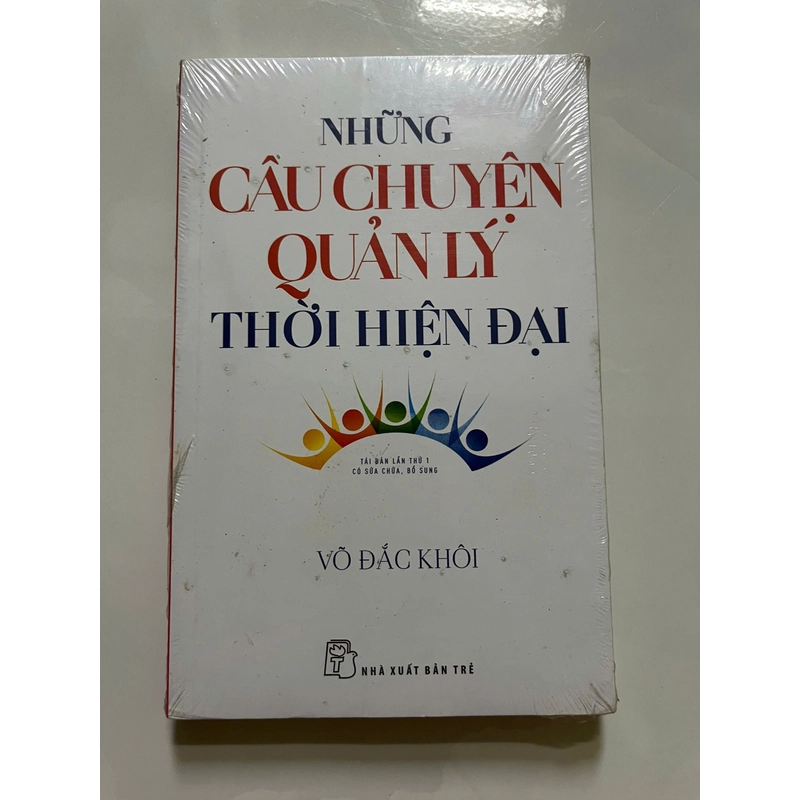 NHỮNG
CÂU CHUYỆN
QUẢN LÝ
THỜI HIỆN ĐẠI
TÁI BẢN LẦN THỨ 1
CÓ SỬA CHỮA, BỔ SUNG
VÕ ĐẮC KHÔI
T
NHÀ XUẤT BẢN TRẺ